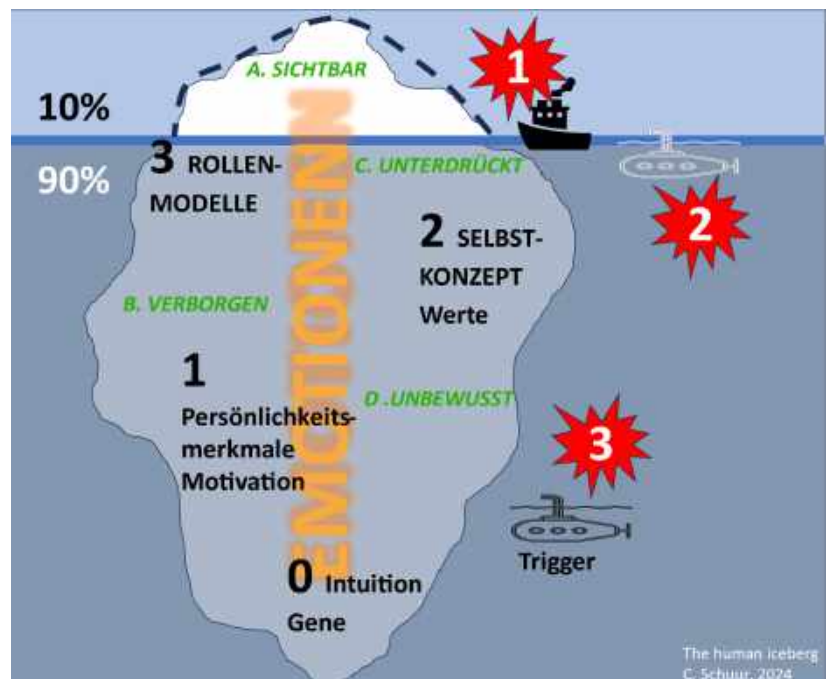 A. SICHTBAR
1
10%
90%
3 ROLLEN-
MODELLE
C. UNTERDRÜCKT
2
2 SELBST-
KONZEPT
Werte
B. VERBORGEN
EMOTIONENN
1
Persönlichkeits-
merkmale
Motivation
D .UNBEWUSST
3
Trigger
0 Intuition
Gene
The human iceberg
C. Schuur, 2024